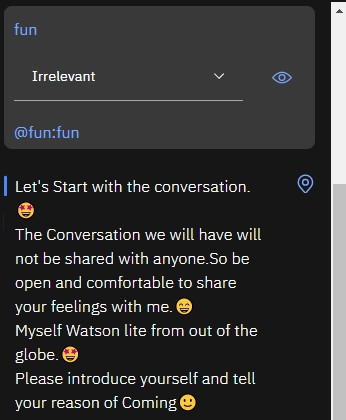 fun
Irrelevant
@fun:fun
Let's Start with the conversation.
🤩
The Conversation we will have will
not be shared with anyone.So be
open and comfortable to share
your feelings with me. 😄
Myself Watson lite from out of the
globe. 🤩
Please introduce yourself and tell
your reason of Coming 🙂